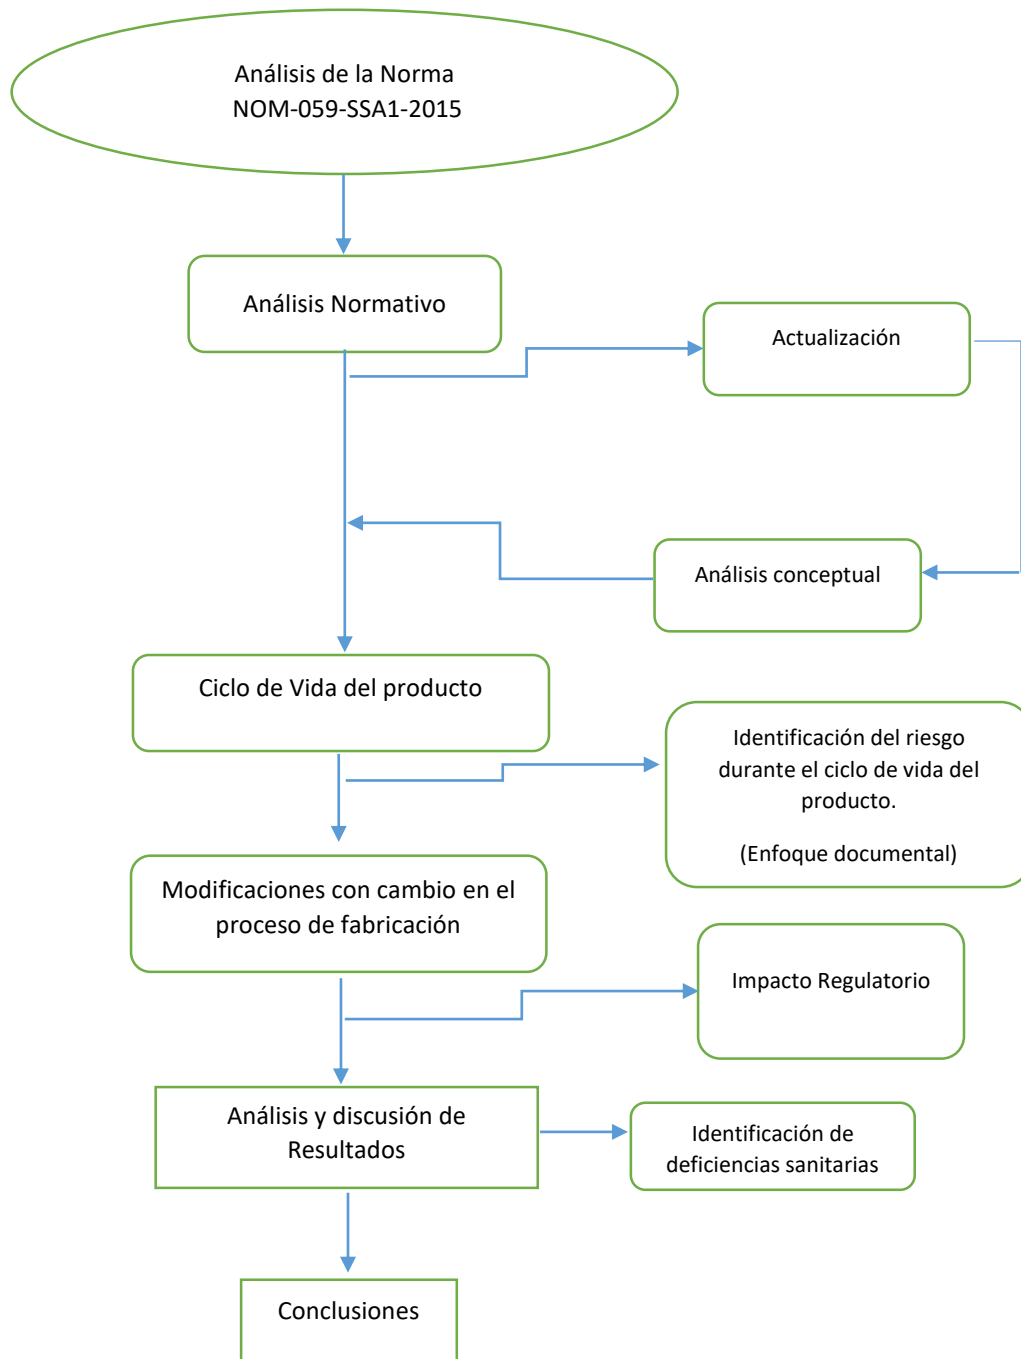 Análisis de la Norma
NOM-059-SSA1-2015
Análisis Normativo
Actualización
Análisis conceptual
Ciclo de Vida del producto
Identificación del riesgo
durante el ciclo de vida del
producto.
(Enfoque documental)
Modificaciones con cambio en el
proceso de fabricación
Impacto Regulatorio
Análisis y discusión de
Resultados
Identificación de
deficiencias sanitarias
Conclusiones